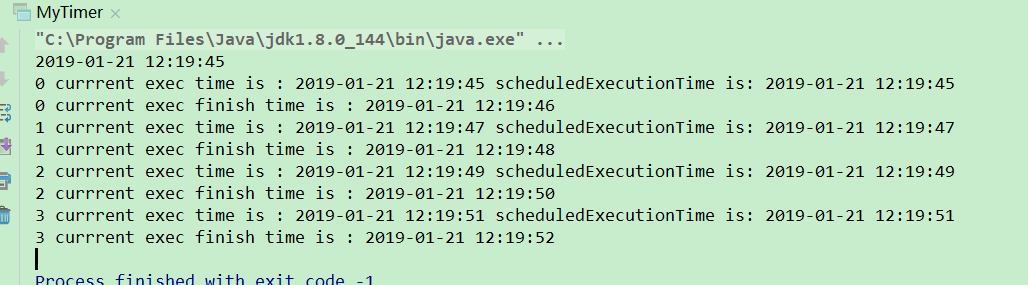 MyTimer ×
"C:\Program Files\Java\jdk1.8.0_144\bin\java.exe" ...
2019-01-21 12:19:45
0 currrent exec time is : 2019-01-21 12:19:45 scheduledExecutionTime is: 2019-01-21 12:19:45
0 currrent exec finish time is : 2019-01-21 12:19:46
1 currrent exec time is : 2019-01-21 12:19:47 scheduledExecutionTime is: 2019-01-21 12:19:47
1 currrent exec finish time is : 2019-01-21 12:19:48
2 currrent exec time is : 2019-01-21 12:19:49 scheduledExecutionTime is: 2019-01-21 12:19:49
2 currrent exec finish time is : 2019-01-21 12:19:50
3 currrent exec time is : 2019-01-21 12:19:51 scheduledExecutionTime is: 2019-01-21 12:19:51
3 currrent exec finish time is : 2019-01-21 12:19:52
Process finished with exit code -1